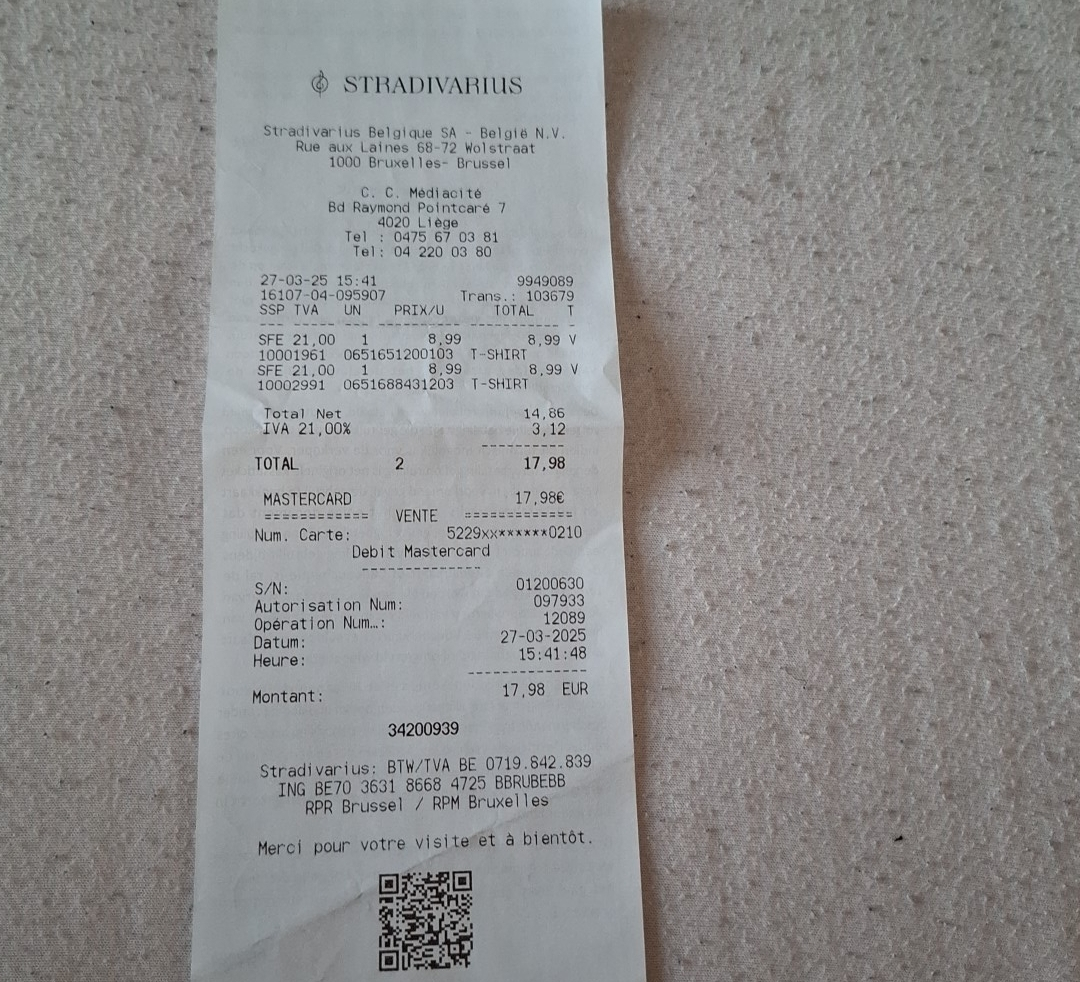 STRADIVARIUS
Stradivarius Belgique SA - België N.V.
Rue aux Laines 68-72 Wolstraat
1000 Bruxelles- Brussel
C. C. Médiacité
Bd Raymond Pointcaré 7
4020 Liège
Tel : 0475 67 03 81
Tel: 04 220 03 80
27-03-25 15:41 9949089
16107-04-095907 Trans.: 103679
SSP TVA UN PRIX/U TOTAL T
--- ---- -- ---------- ----------- -
SFE 21,00 1 8,99 8,99 V
10001961 0651651200103 T-SHIRT
SFE 21,00 1 8,99 8,99 V
10002991 0651688431203 T-SHIRT
Total Net 14,86
IVA 21,00% 3,12
----------
TOTAL 2 17,98
MASTERCARD 17,98€
============ VENTE ============
Num. Carte: 5229xx******0210
Debit Mastercard
--------------
S/N: 01200630
Autorisation Num: 097933
Opération Num…: 12089
Datum: 27-03-2025
Heure: 15:41:48
--------------
Montant: 17,98 EUR
34200939
Stradivarius: BTW/TVA BE 0719.842.839
ING BE70 3631 8668 4725 BBRUBEBB
RPR Brussel / RPM Bruxelles
Merci pour votre visite et à bientôt.